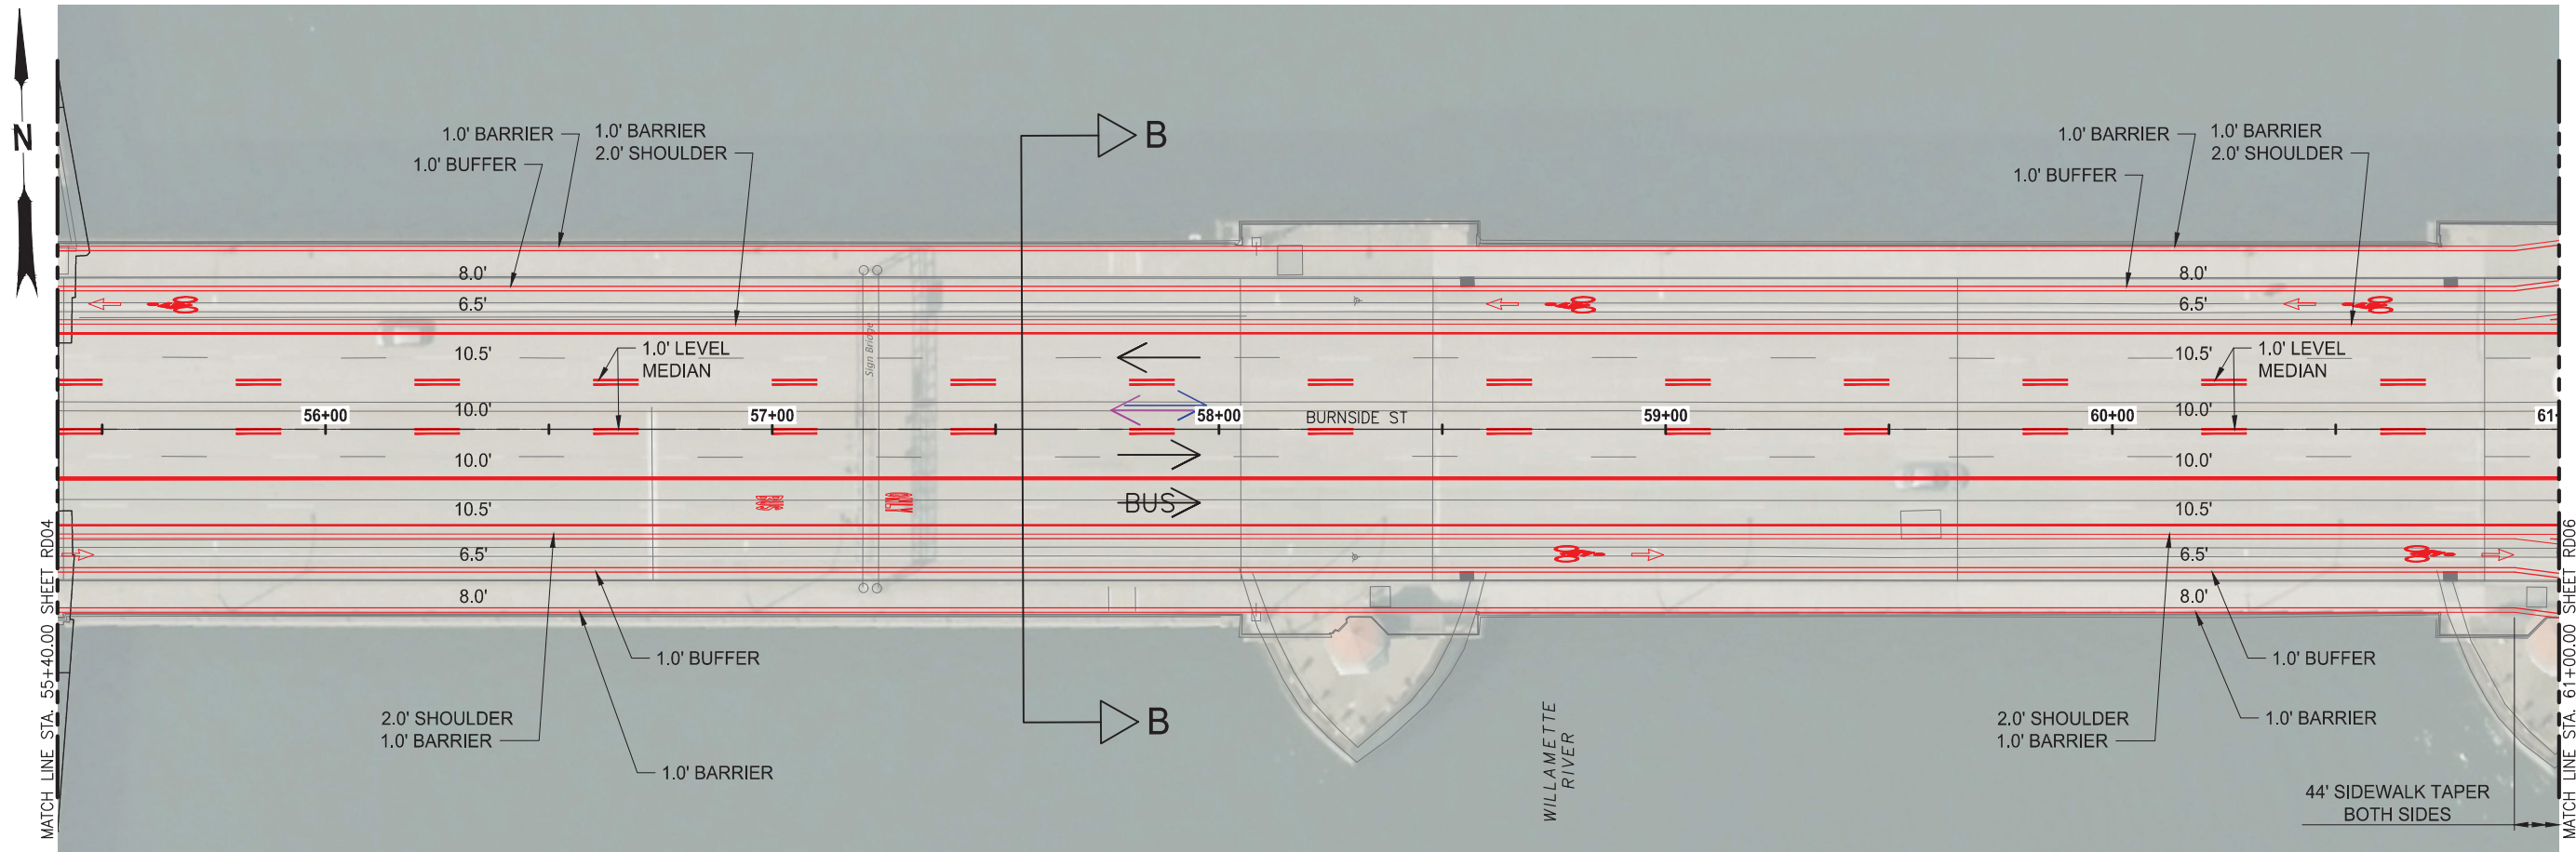 N
1.0' BARRIER
1.0' BUFFER
1.0' BARRIER
2.0' SHOULDER
B
1.0' BARRIER
1.0' BUFFER
1.0' BARRIER
2.0' SHOULDER
8.0'
8.0'
6.5'
6.5'
Sign Bridge
10.5'
1.0' LEVEL
MEDIAN
10.5'
1.0' LEVEL
MEDIAN
56+00
10.0'
57+00
58+00
BURNSIDE ST
59+00
60+00
10.0'
61+
10.0'
10.0'
10.5'
BUS
ONLY
BUS
10.5'
6.5'
6.5'
8.0'
8.0'
1.0' BUFFER
2.0' SHOULDER
1.0' BARRIER
1.0' BARRIER
B
WILLAMETTE
RIVER
1.0' BUFFER
2.0' SHOULDER
1.0' BARRIER
1.0' BARRIER
44' SIDEWALK TAPER
BOTH SIDES
MATCH LINE STA. 55+40.00 SHEET RD04
MATCH LINE STA. 61+00.00 SHEET RD06